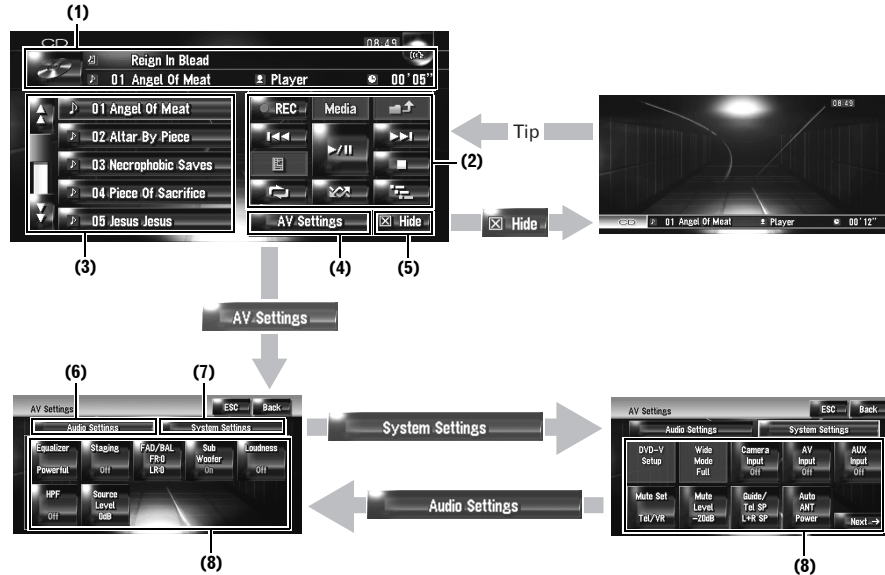 (1)
CD 08:49
Reign In Blead
01 Angel Of Meat Player 00'05"
01 Angel Of Meat
02 Altar By Piece
03 Necrophobic Saves
04 Piece Of Sacrifice
05 Jesus Jesus
REC Media
(2)
AV Settings Hide
(3) (4) (5)
Hide
Tip
08:49
CD 01 Angel Of Meat Player 00'12"
AV Settings
(6) (7)
AV Settings ESC Back
Audio Settings System Settings
Equalizer Powerful
Staging Off
FAD/BAL FR:0 LR:0
Sub Woofer On
Loudness Off
HPF Off
Source Level 0dB
(8)
System Settings
Audio Settings
AV Settings ESC Back
Audio Settings System Settings
DVD-V Setup
Wide Mode Full
Camera Input Off
AV Input Off
AUX Input Off
Mute Set Tel/VR
Mute Level -20dB
Guide/ Tel SP L+R SP
Auto ANT Power
Next→
(8)